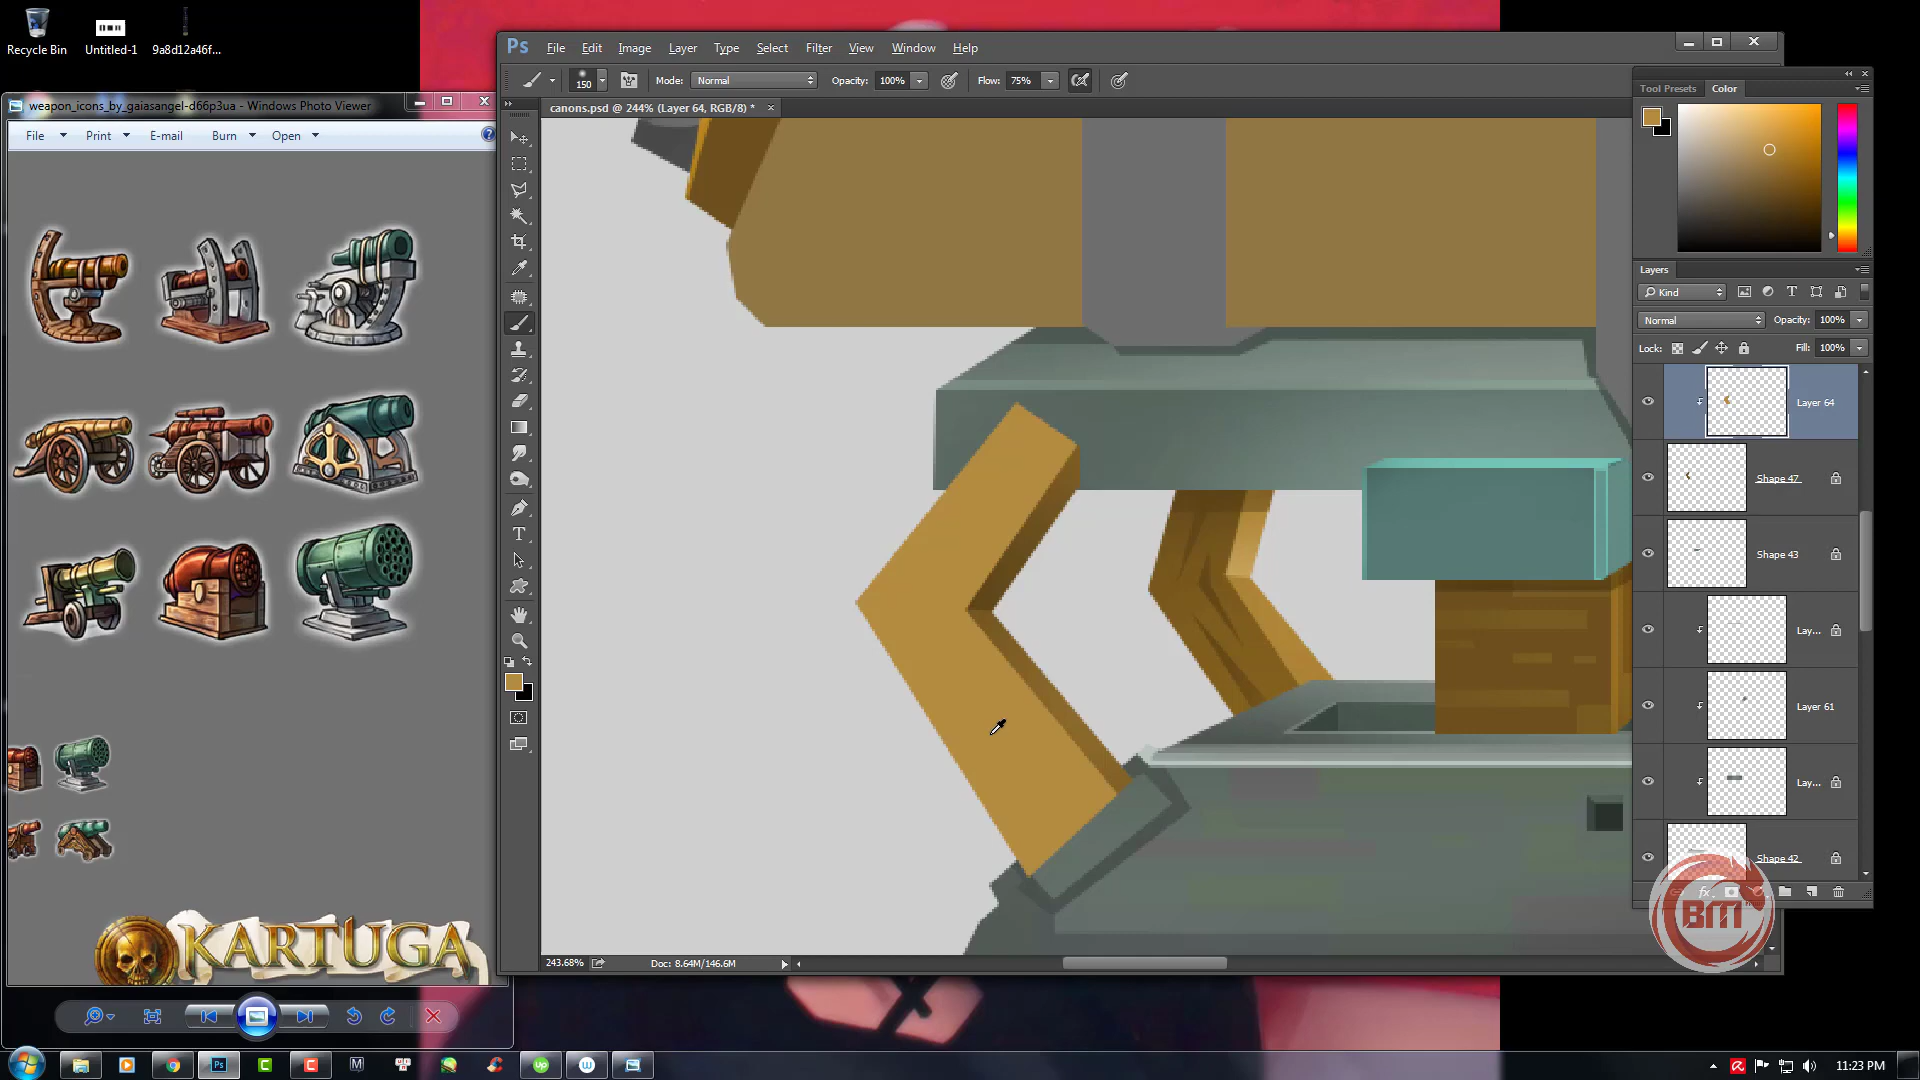 Recycle Bin
Untitled-1
9a8d12a46f...
weapon_icons_by_gaiasangel-d66p3ua - Windows Photo Viewer
File
Print
E-mail
Burn
Open
KARTUGA
Ps
File
Edit
Image
Layer
Type
Select
Filter
View
Window
Help
150
Mode:
Normal
Opacity:
100%
Flow:
75%
canons.psd @ 244% (Layer 64, RGB/8) *
243.68%
Doc: 8.64M/146.6M
Tool Presets
Color
Layers
Kind
Normal
Opacity:
100%
Lock:
Fill:
100%
Layer 64
Shape 47
Shape 43
Lay...
Layer 61
Lay...
Shape 42
fx
BM
11:23 PM